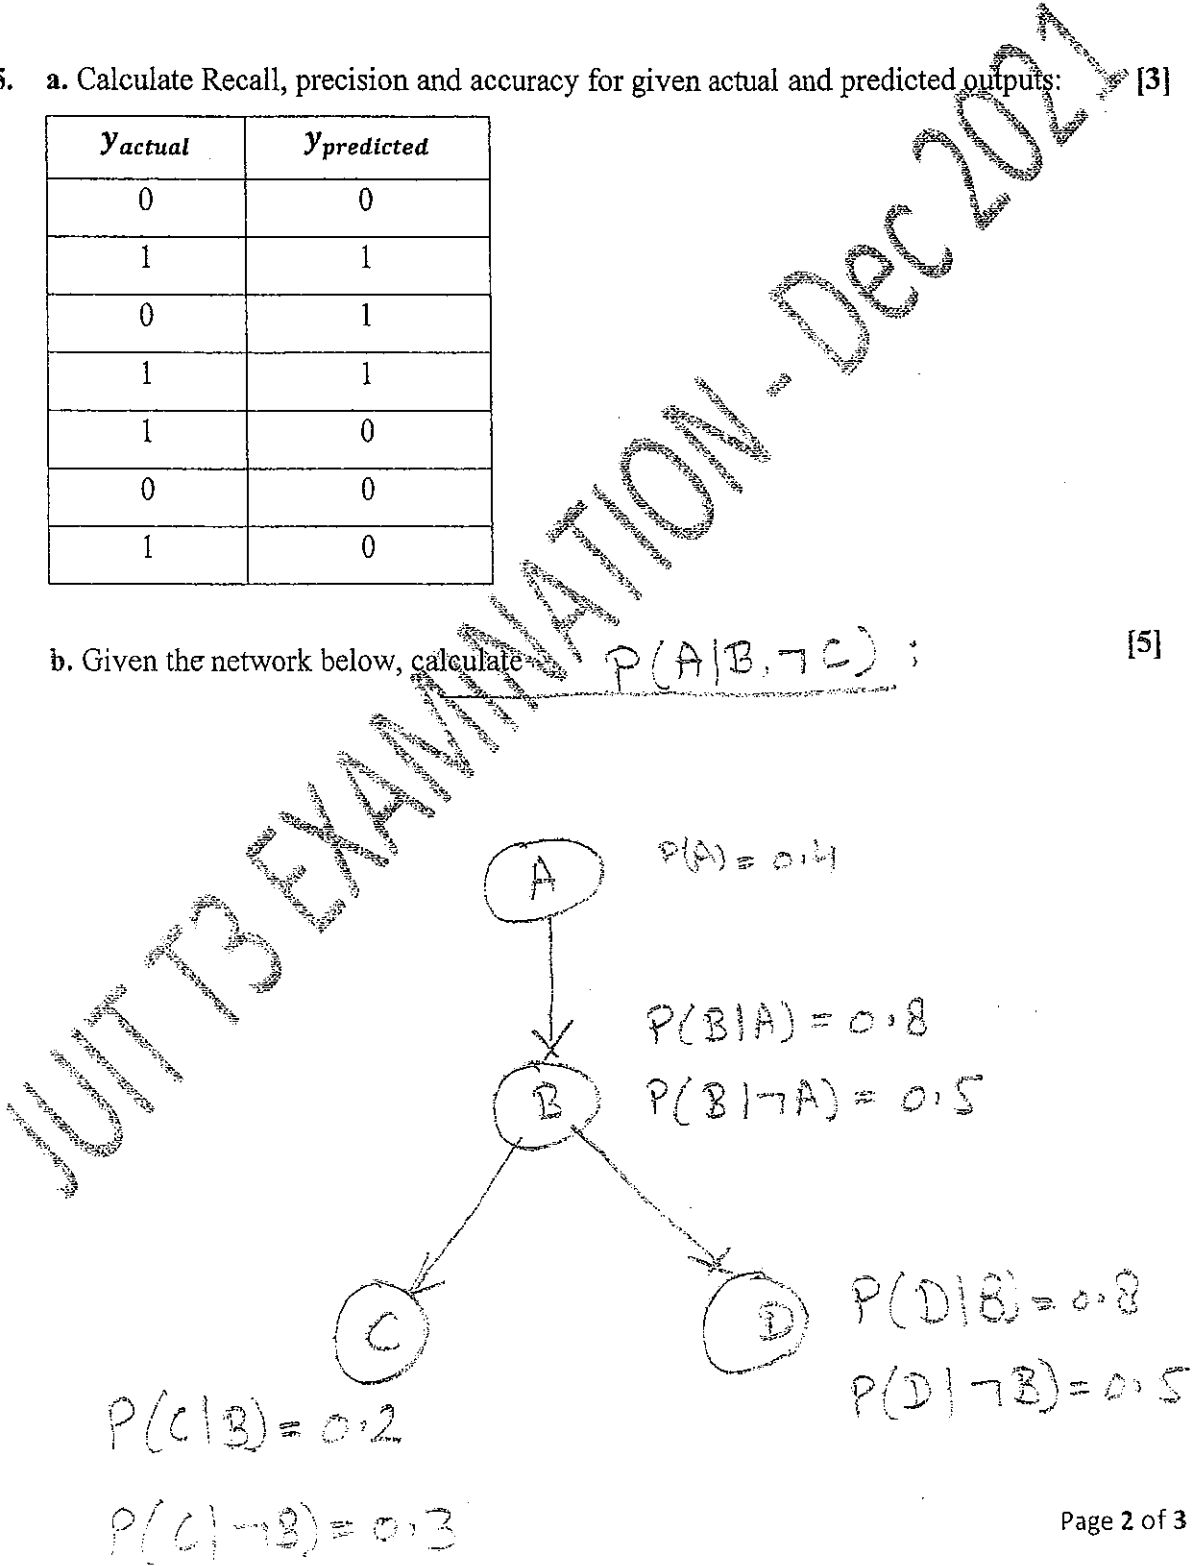 5. a. Calculate Recall, precision and accuracy for given actual and predicted outputs: [3]
y actual y predicted
0 0
1 1
0 1
1 1
1 0
0 0
1 0
b. Given the network below, calculate P(A|B,¬C) : [5]
A P(A) = 0.4
P(B|A) = 0.8
B P(B|¬A) = 0.5
C D P(D|B) = 0.8
P(D|¬B) = 0.5
P(C|B) = 0.2
P(C|¬B) = 0.3
Page 2 of 3
JUIT T3 EXAMINATION - Dec 2021